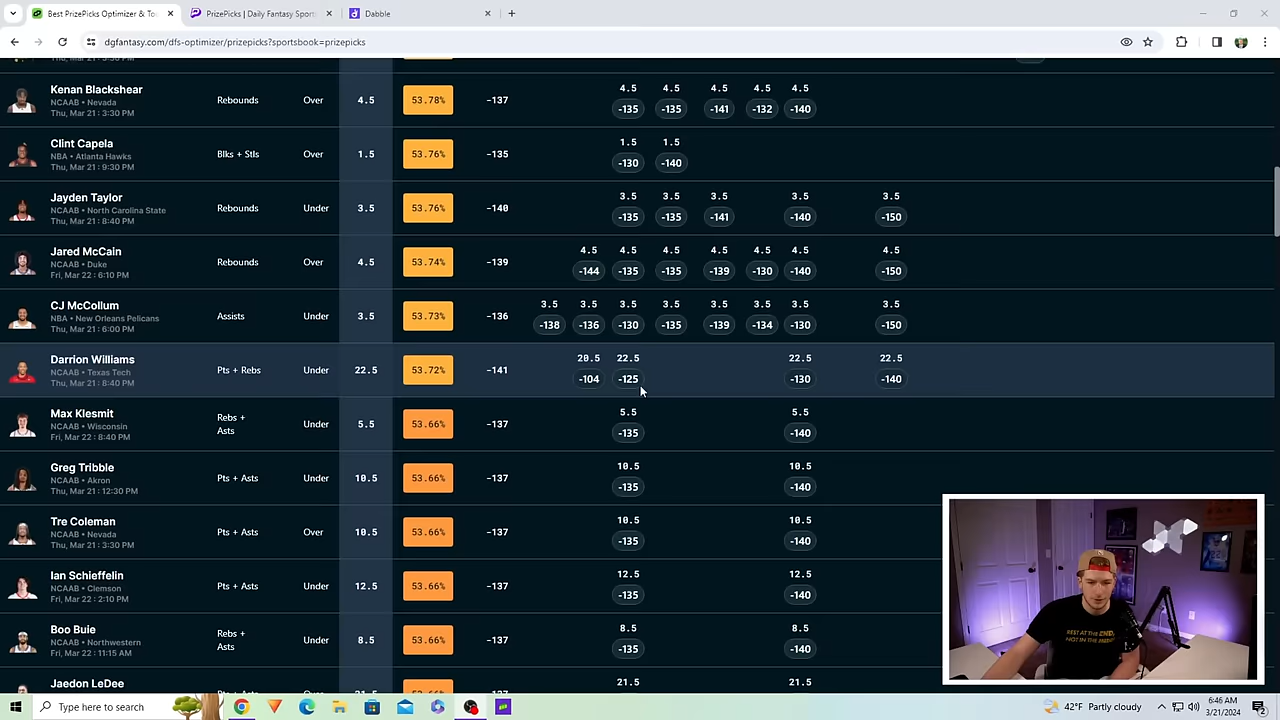 Best PrizePicks Optimizer & To
PrizePicks | Daily Fantasy Sport
Dabble
dgfantasy.com/dfs-optimizer/prizepicks?sportsbook=prizepicks
Kenan Blackshear
NCAAB • Nevada
Thu, Mar 21 : 3:30 PM
Rebounds Over 4.5 53.78% -137
4.5 4.5 4.5 4.5 4.5
-135 -135 -141 -132 -140
Clint Capela
NBA • Atlanta Hawks
Thu, Mar 21 : 9:30 PM
Blks + Stls Over 1.5 53.76% -135
1.5 1.5
-130 -140
Jayden Taylor
NCAAB • North Carolina State
Thu, Mar 21 : 8:40 PM
Rebounds Under 3.5 53.76% -140
3.5 3.5 3.5 3.5 3.5
-135 -135 -141 -140 -150
Jared McCain
NCAAB • Duke
Fri, Mar 22 : 6:10 PM
Rebounds Over 4.5 53.74% -139
4.5 4.5 4.5 4.5 4.5 4.5 4.5
-144 -135 -135 -139 -130 -140 -150
CJ McCollum
NBA • New Orleans Pelicans
Thu, Mar 21 : 6:00 PM
Assists Under 3.5 53.73% -136
3.5 3.5 3.5 3.5 3.5 3.5 3.5 3.5
-138 -136 -130 -135 -139 -134 -130 -150
Darrion Williams
NCAAB • Texas Tech
Thu, Mar 21 : 8:40 PM
Pts + Rebs Under 22.5 53.72% -141
20.5 22.5 22.5 22.5
-104 -125 -130 -140
Max Klesmit
NCAAB • Wisconsin
Fri, Mar 22 : 8:40 PM
Rebs +
Asts
Under 5.5 53.66% -137
5.5 5.5
-135 -140
Greg Tribble
NCAAB • Akron
Thu, Mar 21 : 12:30 PM
Pts + Asts Under 10.5 53.66% -137
10.5 10.5
-135 -140
Tre Coleman
NCAAB • Nevada
Thu, Mar 21 : 3:30 PM
Pts + Asts Over 10.5 53.66% -137
10.5 10.5
-135 -140
Ian Schieffelin
NCAAB • Clemson
Fri, Mar 22 : 2:10 PM
Pts + Asts Under 12.5 53.66% -137
12.5 12.5
-135 -140
Boo Buie
NCAAB • Northwestern
Fri, Mar 22 : 11:15 AM
Rebs +
Asts
Under 8.5 53.66% -137
8.5 8.5
-135 -140
Jaedon LeDee
21.5 21.5
Type here to search
42°F Partly cloudy
6:46 AM
3/21/2024